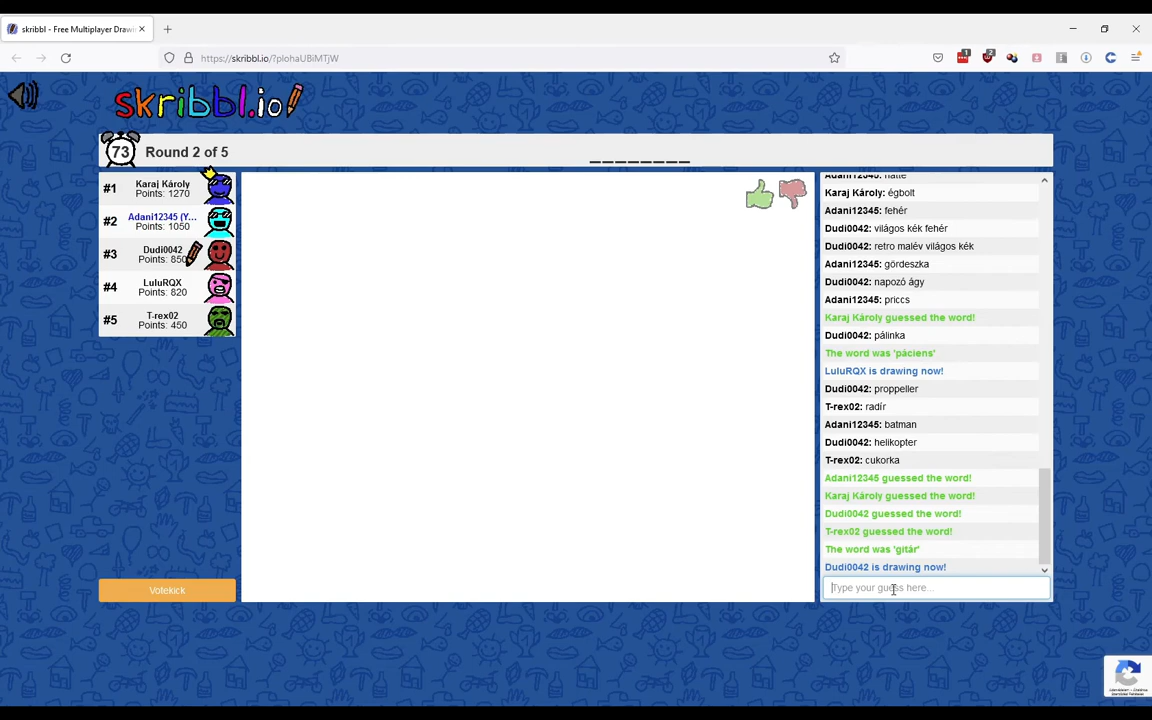 skribbl - Free Multiplayer Drawi
https://skribbl.io/?plohaUBiMTjW
1
2
skribbl.io
73
Round 2 of 5
________
#1
Karaj Károly
Points: 1270
#2
Adani12345 (Y...
Points: 1050
#3
Dudi0042
Points: 850
#4
LuluRQX
Points: 820
#5
T-rex02
Points: 450
Votekick
Karaj Károly: égbolt
Adani12345: fehér
Dudi0042: világos kék fehér
Dudi0042: retro malév világos kék
Adani12345: gördeszka
Dudi0042: napozó ágy
Adani12345: priccs
Karaj Károly guessed the word!
Dudi0042: pálinka
The word was 'páciens'
LuluRQX is drawing now!
Dudi0042: proppeller
T-rex02: radír
Adani12345: batman
Dudi0042: helikopter
T-rex02: cukorka
Adani12345 guessed the word!
Karaj Károly guessed the word!
Dudi0042 guessed the word!
T-rex02 guessed the word!
The word was 'gitár'
Dudi0042 is drawing now!
Type your guess here...